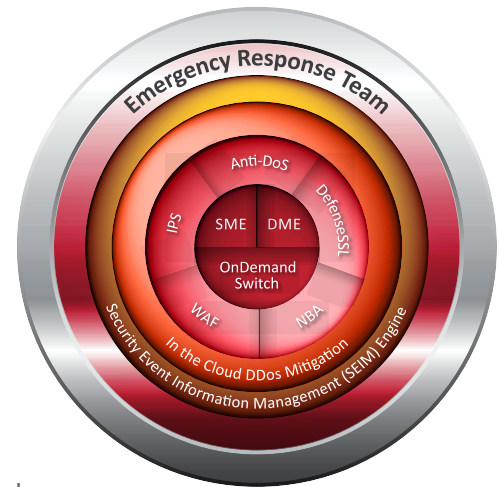 Emergency Response Team
Anti-DoS
IPS
DefenseSSL
SME
DME
OnDemand
Switch
WAF
NBA
In the Cloud DDos Mitigation
Security Event Information Management (SEIM) Engine